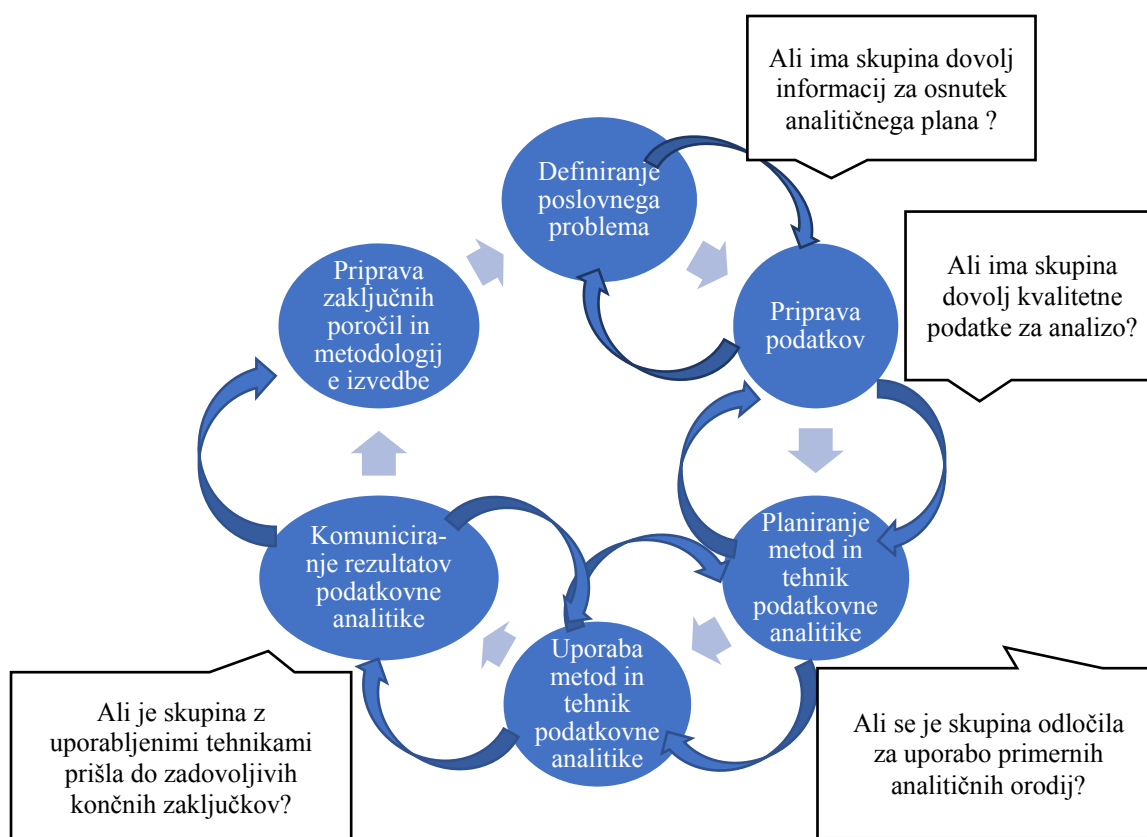 Ali ima skupina dovolj
informacij za osnutek
analitičnega plana ?
Definiranje
poslovnega
problema
Ali ima skupina
dovolj kvalitetne
podatke za analizo?
Priprava
podatkov
Priprava
zaključnih
poročil in
metodologij
e izvedbe
Planiranje
metod in
tehnik
podatkovne
analitike
Komunicira-
nje rezultatov
podatkovne
analitike
Uporaba
metod in
tehnik
podatkovne
analitike
Ali je skupina z
uporabljenimi tehnikami
prišla do zadovoljivih
končnih zaključkov?
Ali se je skupina odločila
za uporabo primernih
analitičnih orodij?